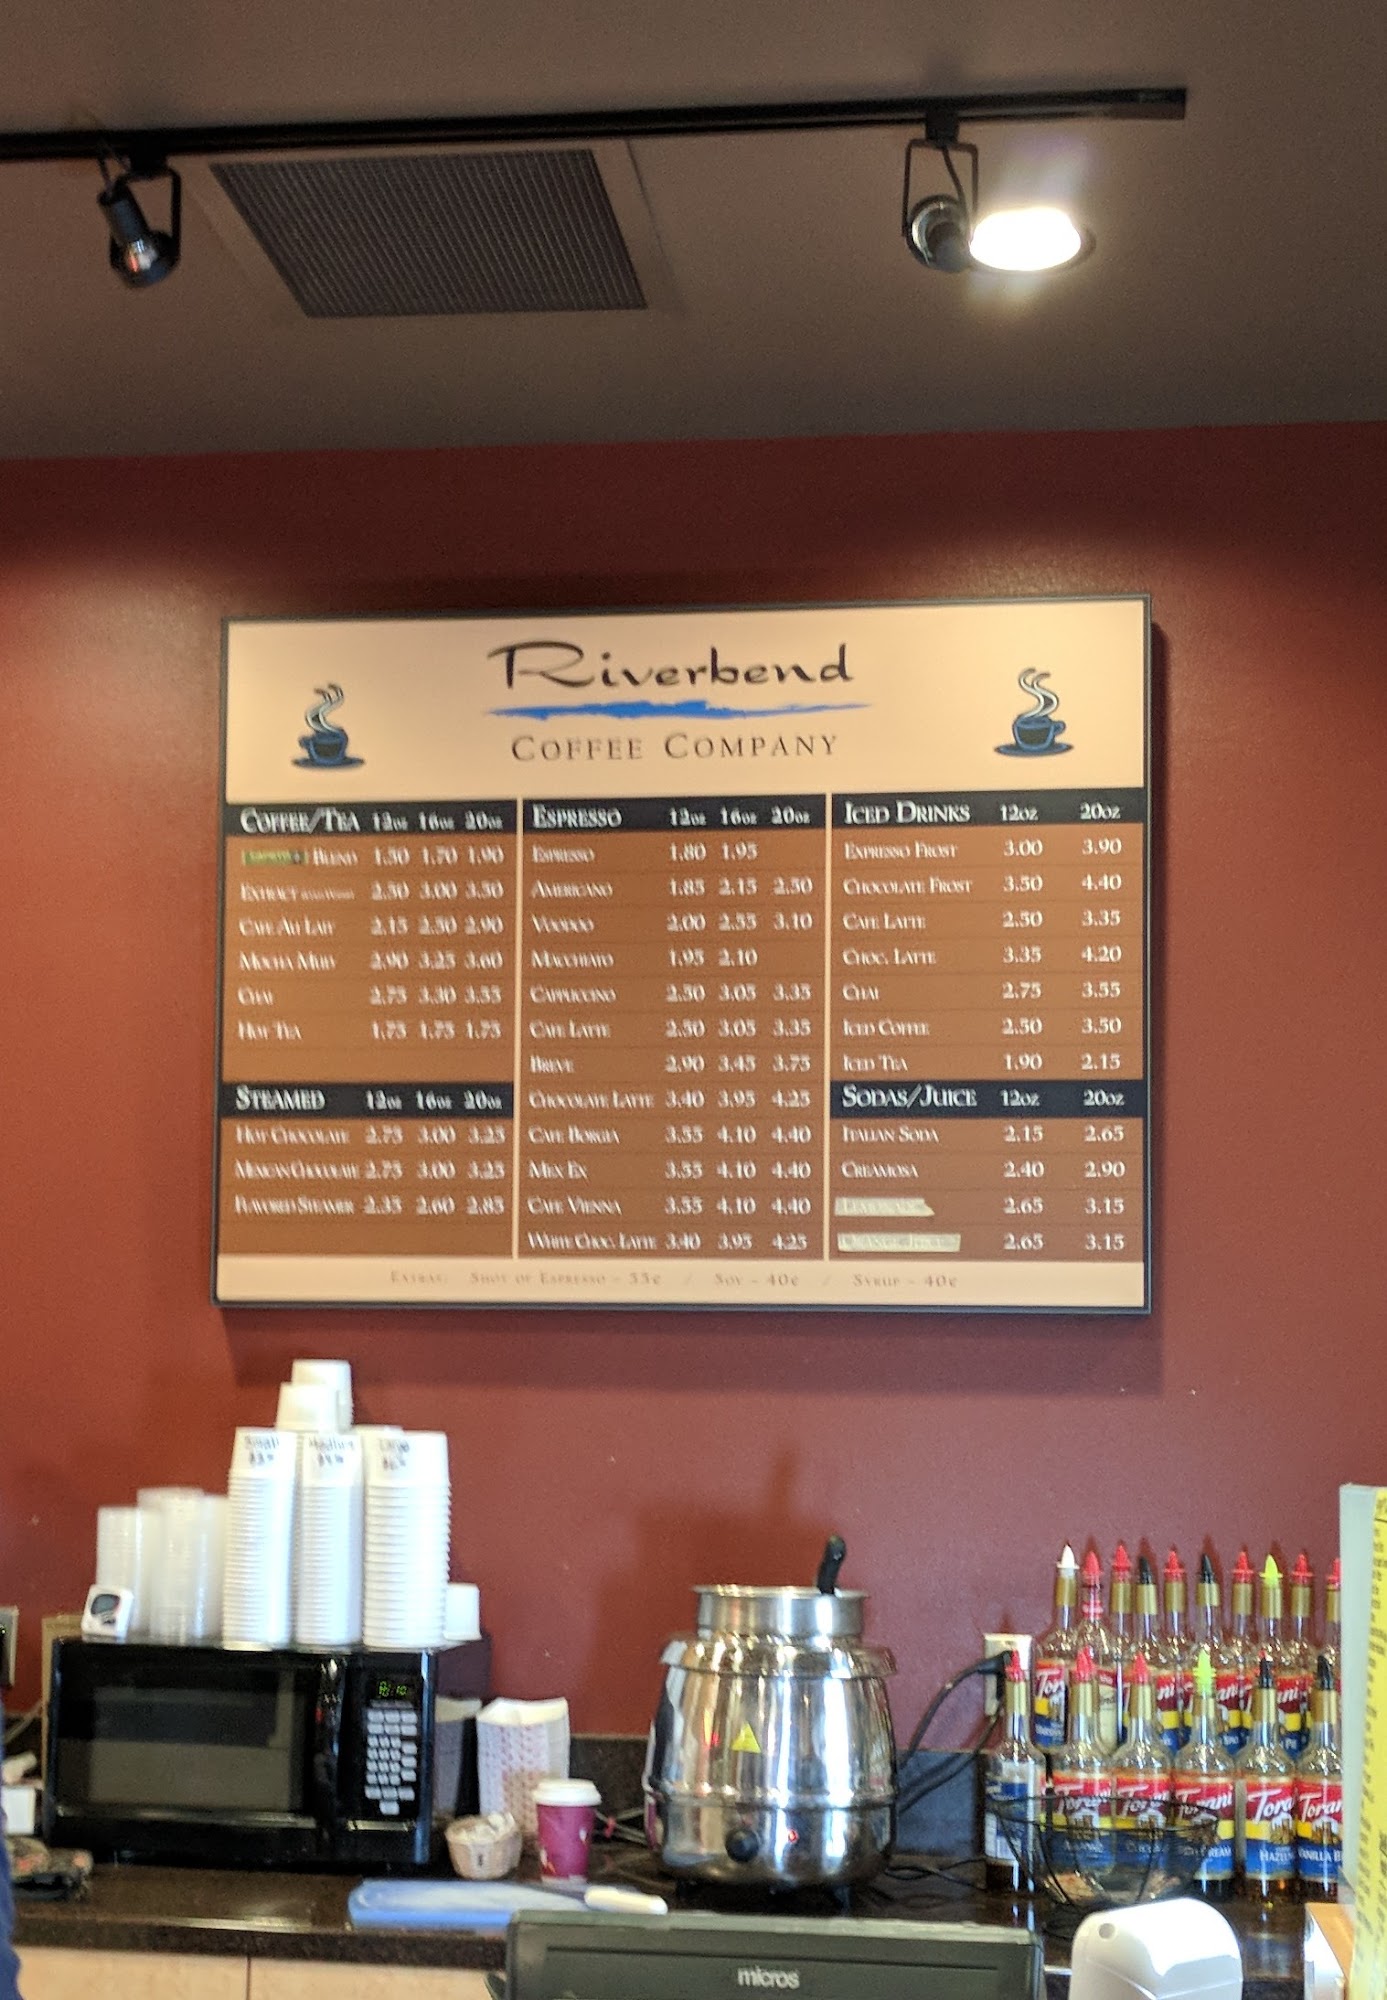 Riverbend
COFFEE COMPANY
COFFEE/TEA 12oz 16oz 20oz
BLEND 1.50 1.70 1.90
EXTRACT 2.50 3.00 3.50
CAFE AU LAIT 2.15 2.50 2.90
MOCHA MUD 2.90 3.25 3.60
CHAI 2.75 3.30 3.55
HOT TEA 1.75 1.75 1.75
STEAMED 12oz 16oz 20oz
HOT CHOCOLATE 2.75 3.00 3.25
MEXICAN CHOCOLATE 2.75 3.00 3.25
FLAVORED STEAMER 2.35 2.60 2.85
ESPRESSO 12oz 16oz 20oz
ESPRESSO 1.80 1.95
AMERICANO 1.85 2.15 2.50
VOODOO 2.00 2.55 3.10
MACCHIATO 1.95 2.10
CAPPUCCINO 2.50 3.05 3.35
CAFE LATTE 2.50 3.05 3.35
BREVE 2.90 3.45 3.75
CHOCOLATE LATTE 3.40 3.95 4.25
CAFE BORGIA 3.55 4.10 4.40
MEX EX 3.55 4.10 4.40
CAFE VIENNA 3.55 4.10 4.40
WHITE CHOC. LATTE 3.40 3.95 4.25
ICED DRINKS 12OZ 20OZ
EXPRESSO FROST 3.00 3.90
CHOCOLATE FROST 3.50 4.40
CAFE LATTE 2.50 3.35
CHOC. LATTE 3.35 4.20
CHAI 2.75 3.55
ICED COFFEE 2.50 3.50
ICED TEA 1.90 2.15
SODAS/JUICE 12OZ 20OZ
ITALIAN SODA 2.15 2.65
CREAMOSA 2.40 2.90
2.65 3.15
2.65 3.15
EXTRAS: SHOT OF ESPRESSO - 55¢ / SOY - 40¢ / SYRUP - 40¢
Small Medium Large
Torani
Torani Torani Torani Torani Torani
HAZEL VANILLA B
micros